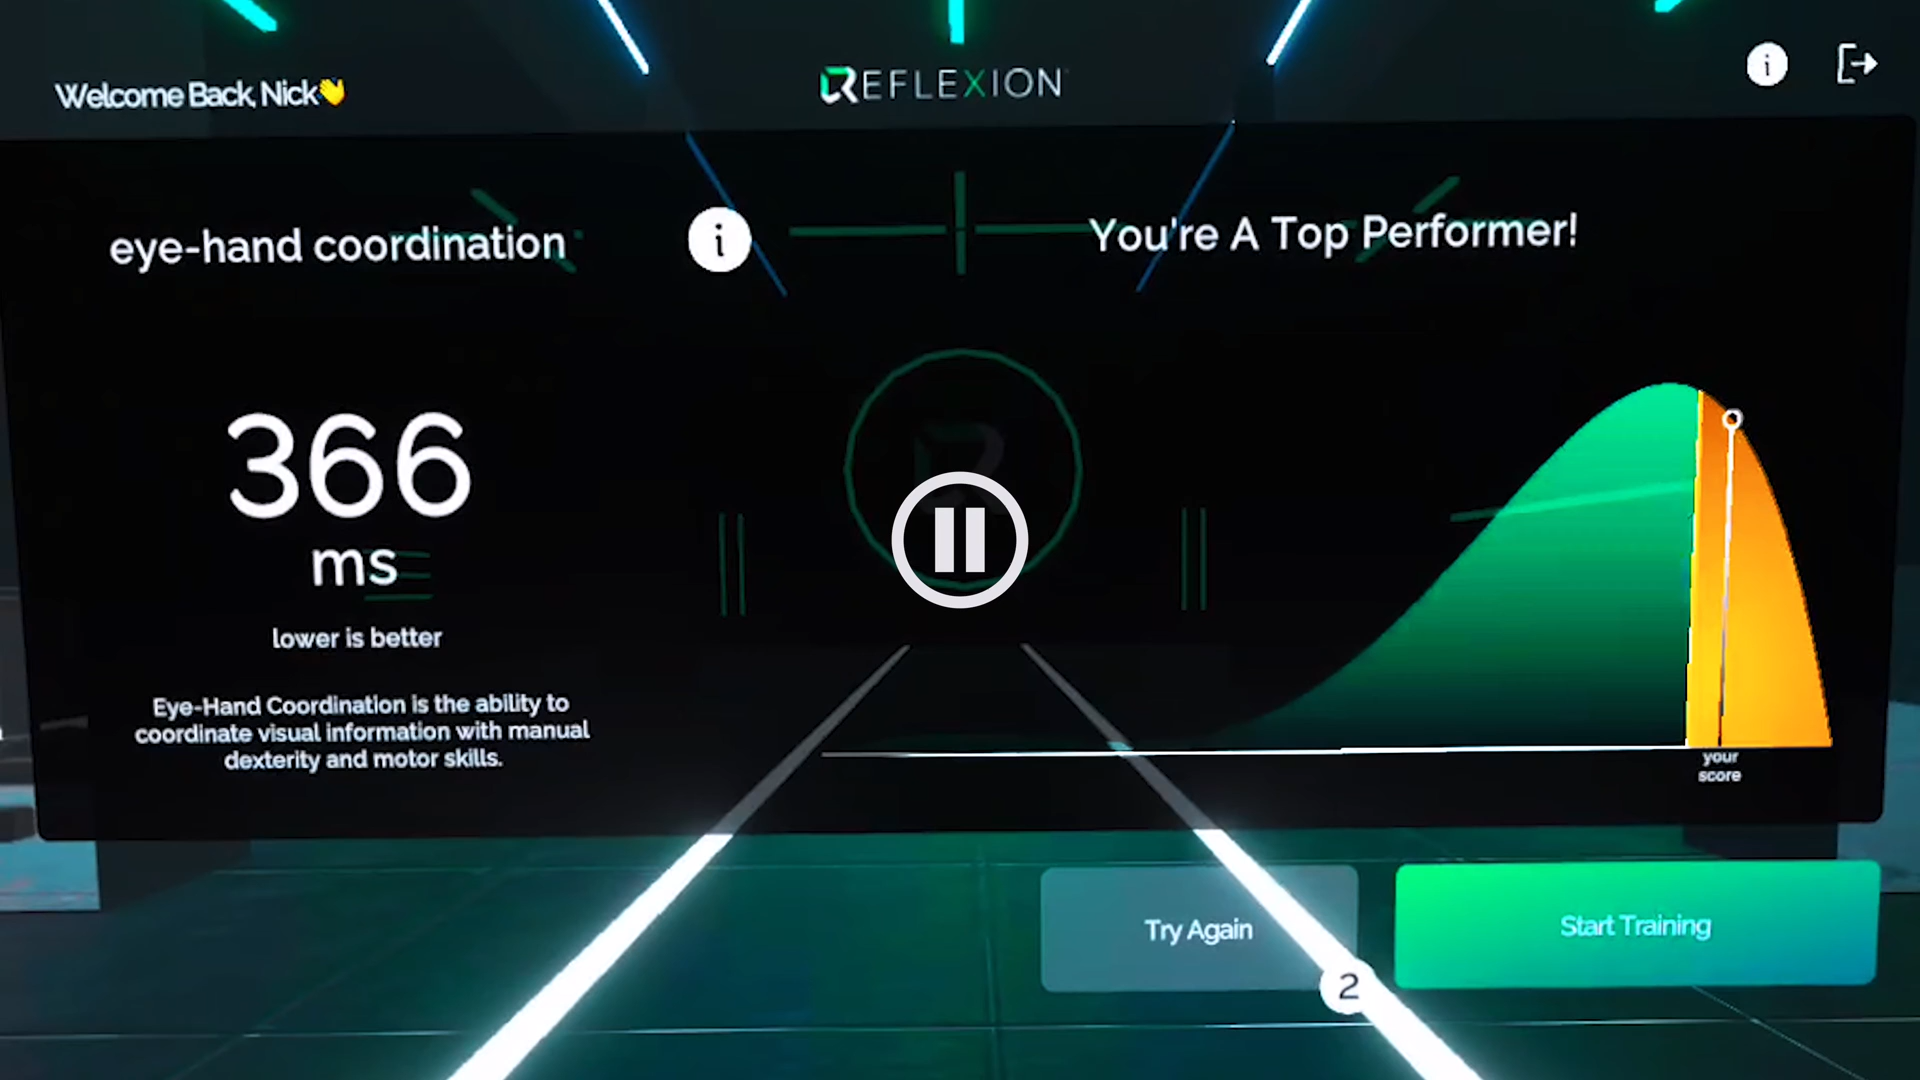 Welcome Back, Nick👋
REFLEXION
eye-hand coordination
You're A Top Performer!
366
ms
lower is better
Eye-Hand Coordination is the ability to
coordinate visual information with manual
dexterity and motor skills.
your
score
Try Again
2
Start Training